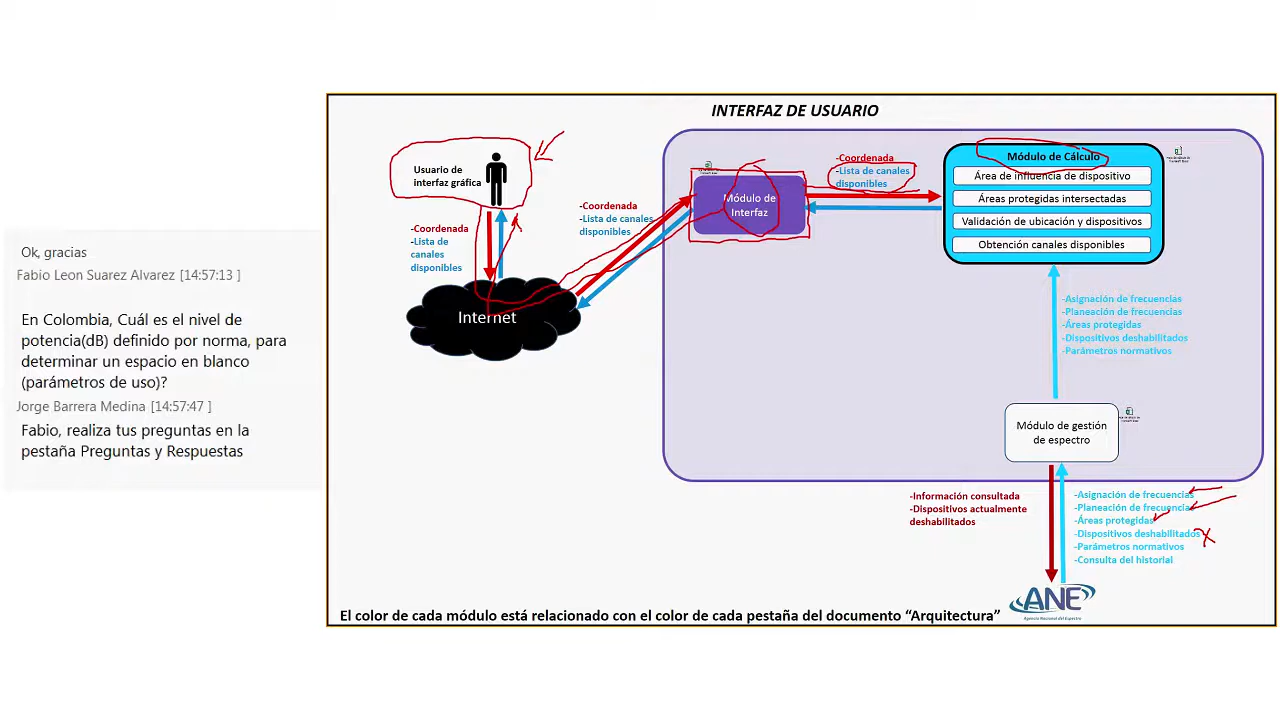 Ok, gracias
Fabio Leon Suarez Alvarez [14:57:13 ]
En Colombia, Cuál es el nivel de
potencia(dB) definido por norma, para
determinar un espacio en blanco
(parámetros de uso)?
Jorge Barrera Medina [14:57:47 ]
Fabio, realiza tus preguntas en la
pestaña Preguntas y Respuestas
INTERFAZ DE USUARIO
Usuario de
interfaz gráfica
-Coordenada
-Lista de
canales
disponibles
Internet
-Coordenada
-Lista de canales
disponibles
Módulo de
Interfaz
-Coordenada
-Lista de canales
disponibles
Módulo de Cálculo
Área de influencia de dispositivo
Áreas protegidas intersectadas
Validación de ubicación y dispositivos
Obtención canales disponibles
-Asignación de frecuencias
-Planeación de frecuencias
-Áreas protegidas
-Dispositivos deshabilitados
-Parámetros normativos
Módulo de gestión
de espectro
-Información consultada
-Dispositivos actualmente
deshabilitados
-Asignación de frecuencias
-Planeación de frecuencias
-Áreas protegidas
-Dispositivos deshabilitados
-Parámetros normativos
-Consulta del historial
ANE
Agencia Nacional del Espectro
El color de cada módulo está relacionado con el color de cada pestaña del documento “Arquitectura”